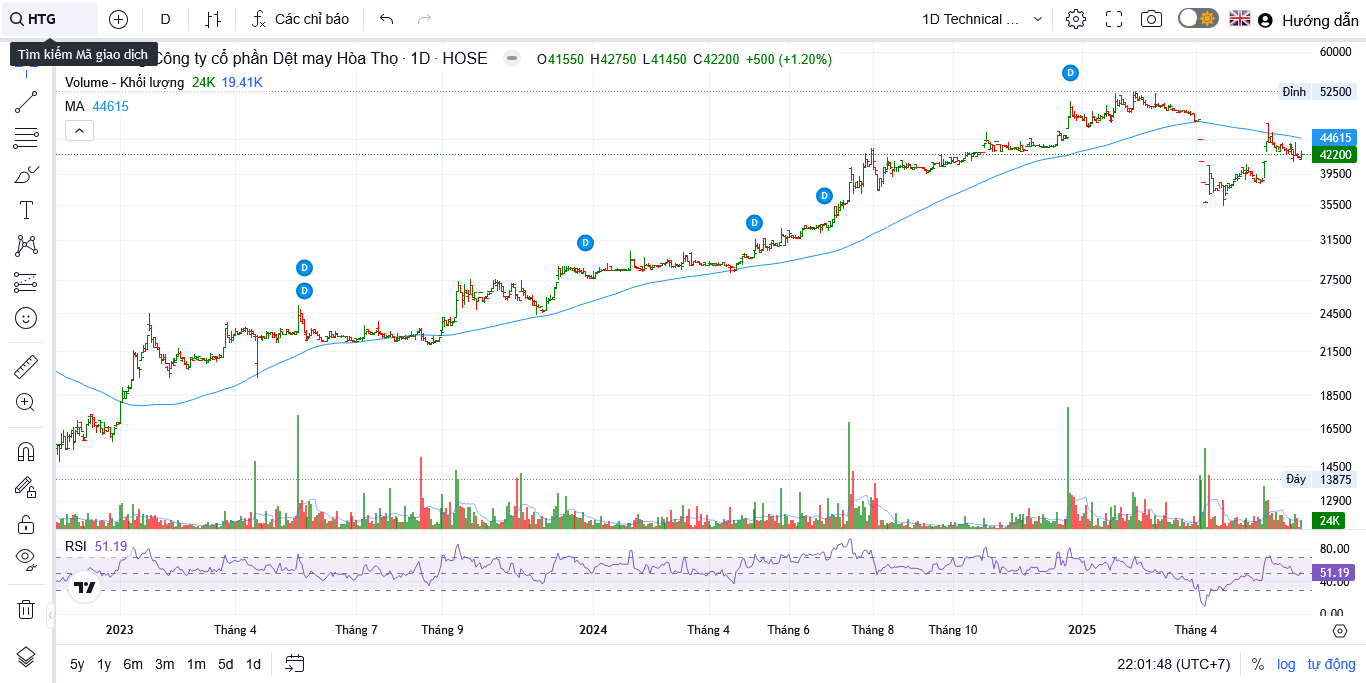 HTG D Các chỉ báo 1D Technical ... Hướng dẫn
Tìm kiếm Mã giao dịch
Công ty cổ phần Dệt may Hòa Thọ · 1D · HOSE O41550 H42750 L41450 C42200 +500 (+1.20%)
Volume - Khối lượng 24K 19.41K
MA 44615
60000
Đỉnh 52500
44615
42200
39500
35500
31500
27500
24500
21500
18500
16500
14500
Đáy 13875
12900
24K
D
D
D
D
D
D
RSI 51.19
80.00
51.19
40.00
0.00
2023 Tháng 4 Tháng 7 Tháng 9 2024 Tháng 4 Tháng 6 Tháng 8 Tháng 10 2025 Tháng 4
5y 1y 6m 3m 1m 5d 1d 22:01:48 (UTC+7) % log tự động